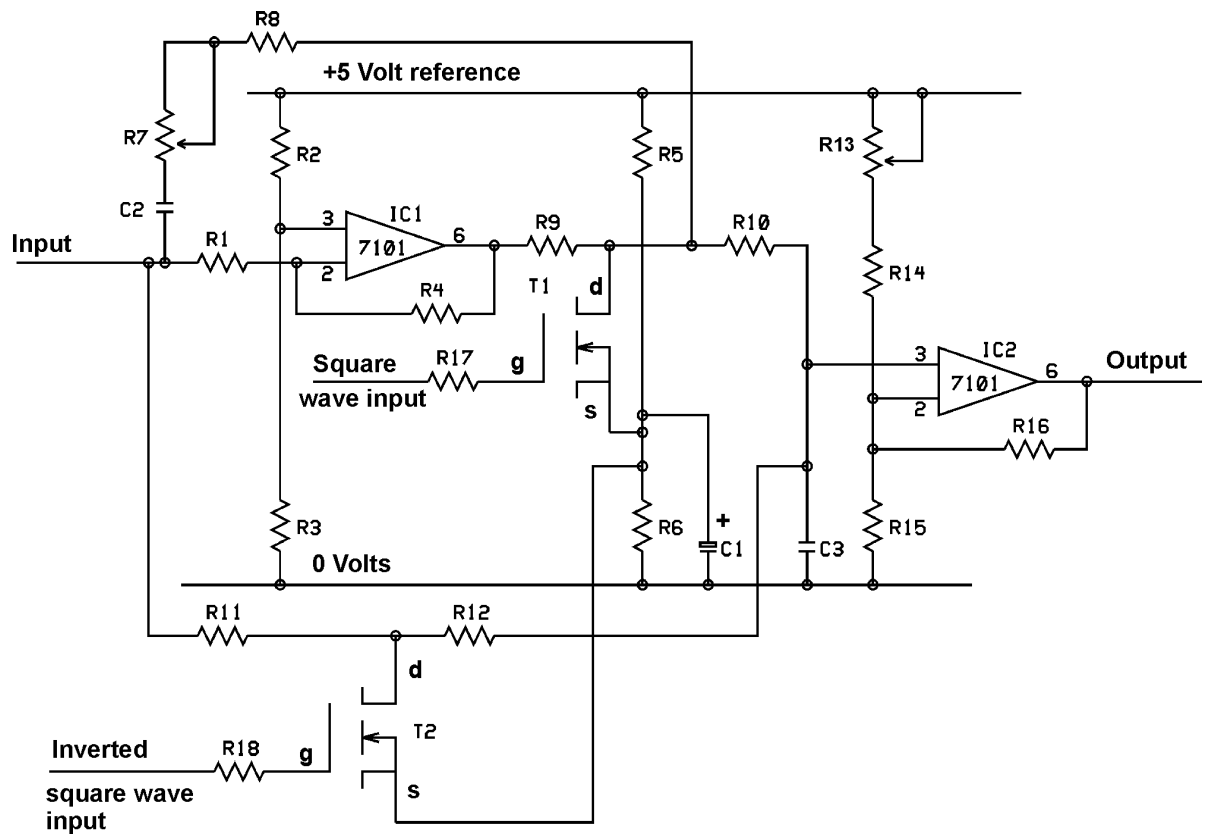 R8
+5 Volt reference
R7
R2
R5
R13
C2
IC1
3
7101
6
2
R9
R10
Input
R1
R4
T1
d
R14
Square
wave input
R17
g
s
IC2
3
7101
6
2
Output
R16
R3
R6
+
C1
C3
R15
0 Volts
R11
R12
d
T2
Inverted
square wave
input
R18
g
s